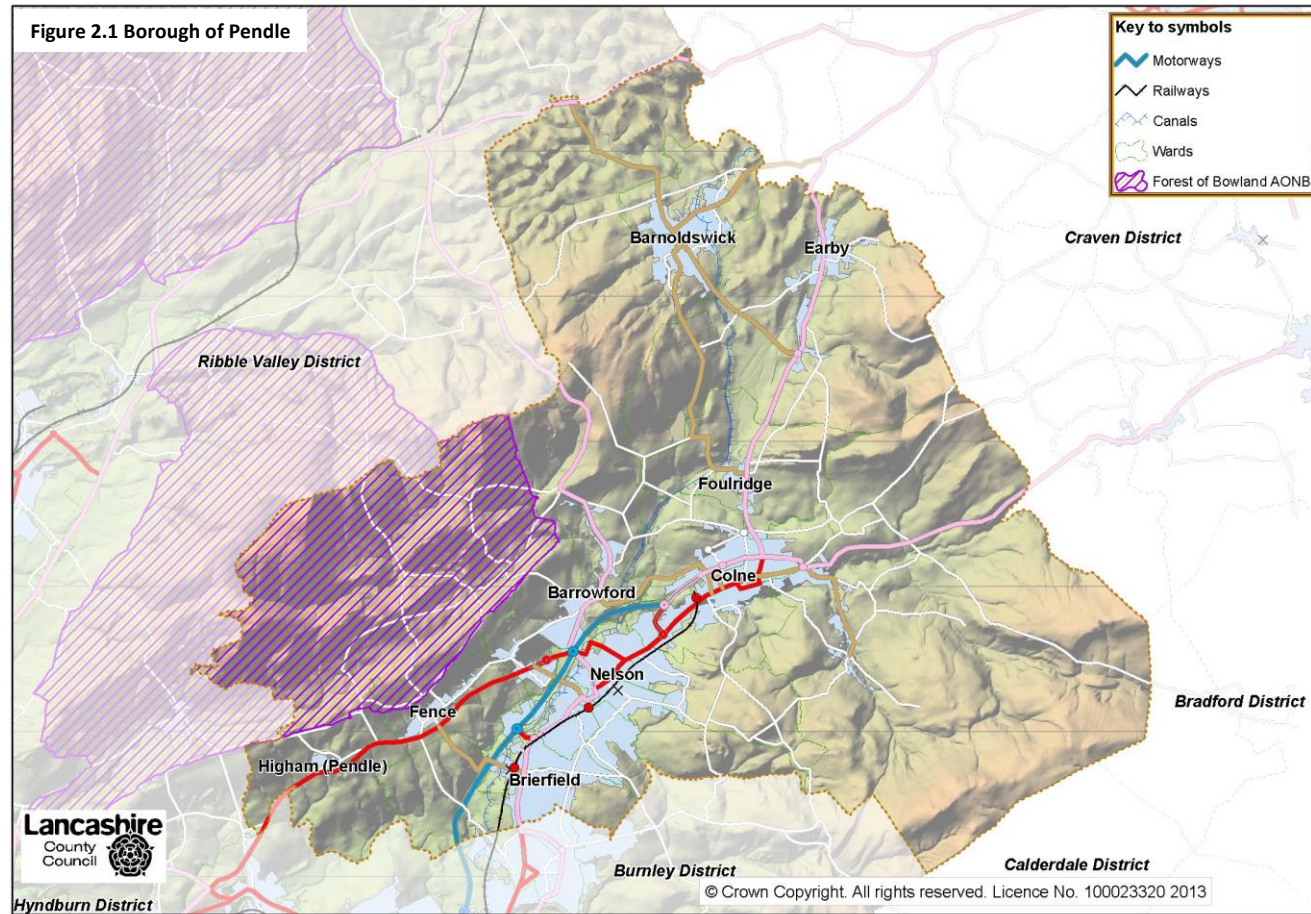 Figure 2.1 Borough of Pendle
Key to symbols
Motorways
Railways
Canals
Wards
Forest of Bowland AONB
Barnoldswick
Earby
Craven District
Ribble Valley District
Foulridge
Colne
Barrowford
Nelson
Bradford District
Fence
Higham (Pendle)
Brierfield
Lancashire
County
Council
Burnley District
Calderdale District
© Crown Copyright. All rights reserved. Licence No. 100023320 2013
Hyndburn District